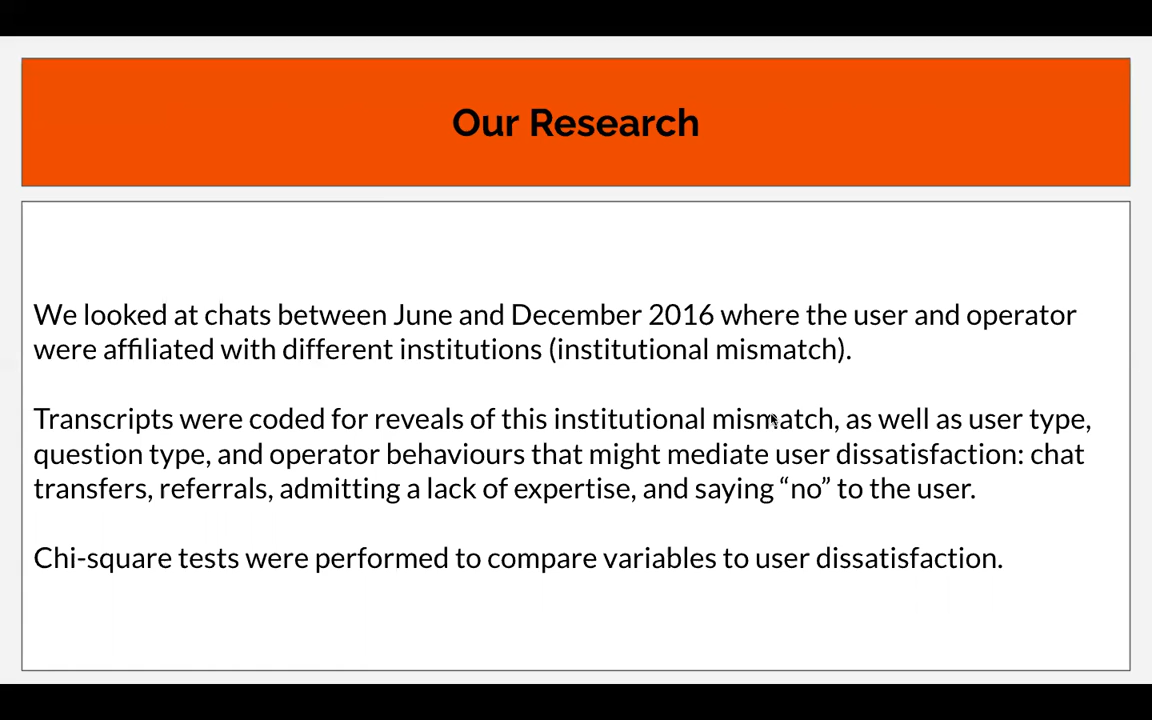 Our Research
We looked at chats between June and December 2016 where the user and operator
were affiliated with different institutions (institutional mismatch).
Transcripts were coded for reveals of this institutional mismatch, as well as user type,
question type, and operator behaviours that might mediate user dissatisfaction: chat
transfers, referrals, admitting a lack of expertise, and saying “no” to the user.
Chi-square tests were performed to compare variables to user dissatisfaction.